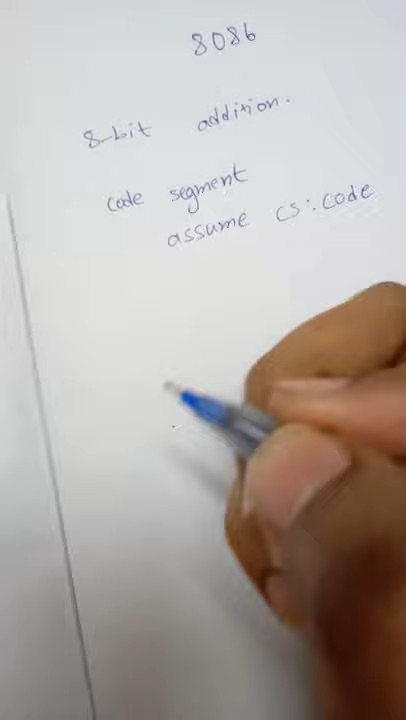 8086
8-bit addition.
code segment
assume cs:code